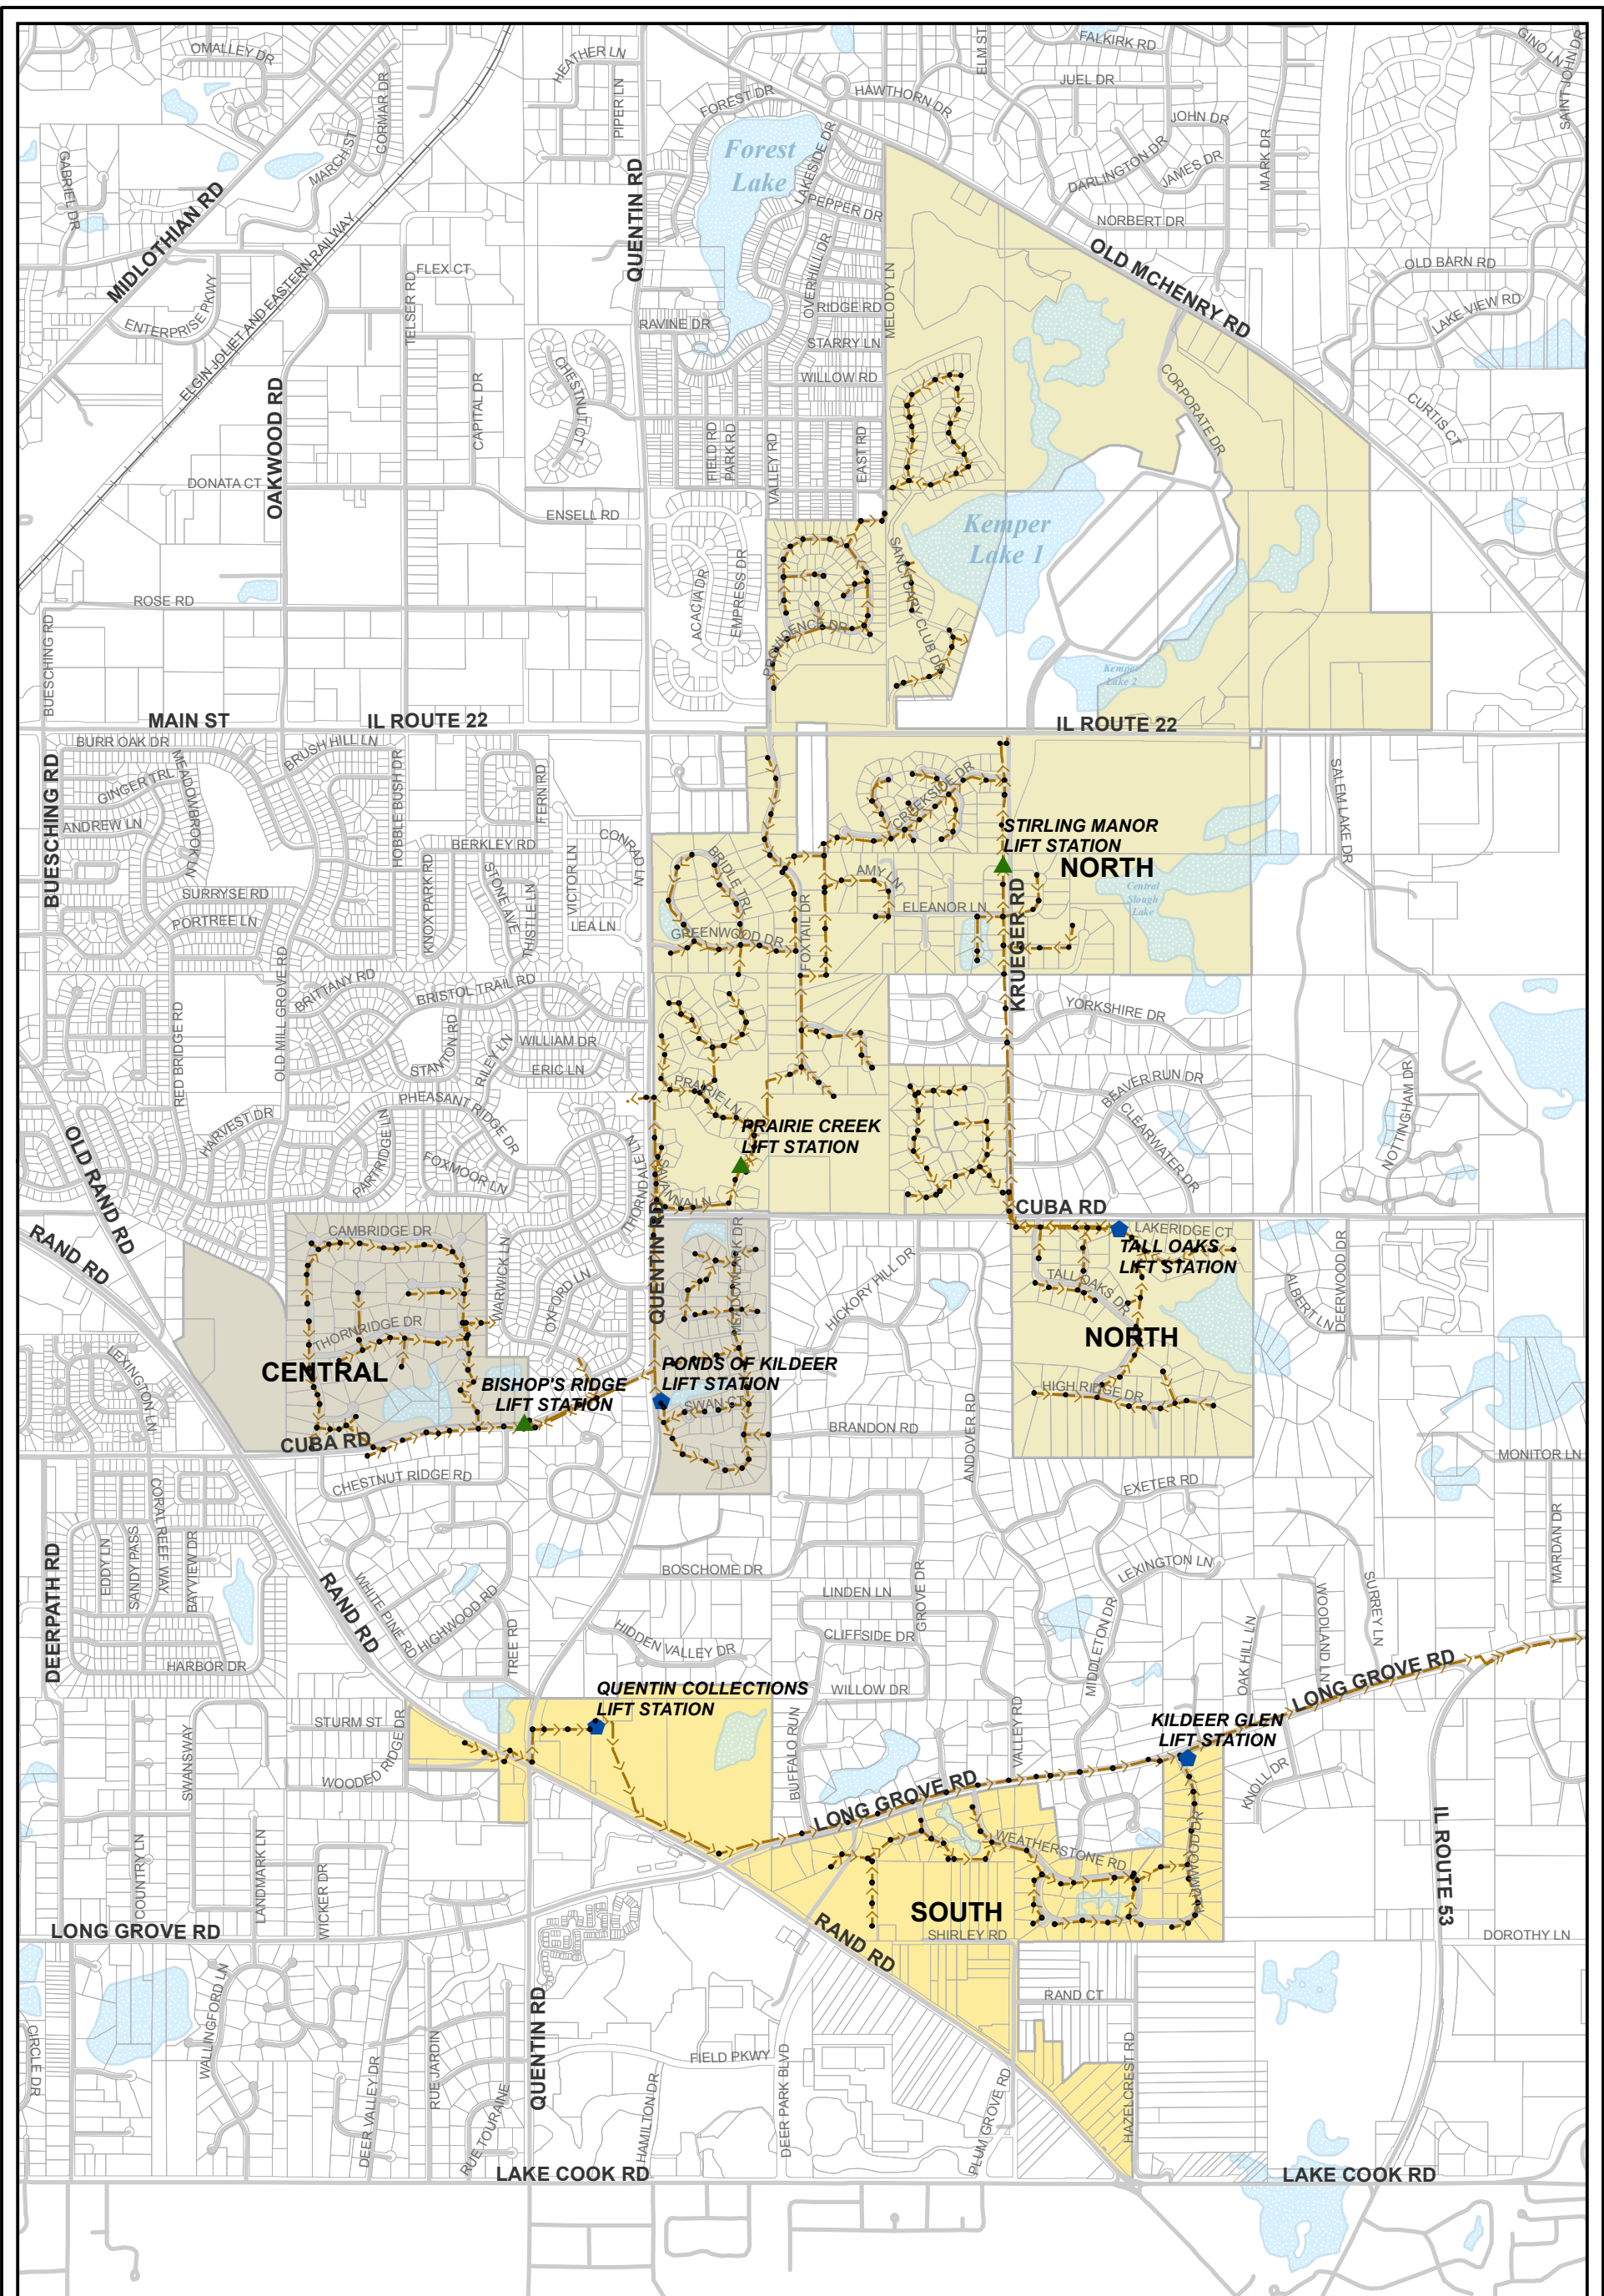 OMALLEY DR
HEATHER LN
PIPER LN
CORMAR DR
MARCH ST
GABRIEL DR
MIDLOTHIAN RD
ELGIN JOLIET AND EASTERN RAILWAY
ENTERPRISE PKWY
QUENTIN RD
FOREST DR
Forest
Lake
LAKESIDE DR
HAWTHORN DR
ELM ST
FALKIRK RD
JUEL DR
JOHN DR
DARLINGTON DR
JAMES DR
MARK DR
NORBERT DR
GINO LN
SAINT JOHN DR
PEPPER DR
OVERHILL DR
MELODY LN
OLD MCHENRY RD
OLD BARN RD
LAKE VIEW RD
FLEX CT
TELSER RD
RAVINE DR
RIDGE RD
STARRY LN
WILLOW RD
CHESTNUT CT
CORPORATE DR
CURTIS CT
OAKWOOD RD
CAPITAL DR
FIELD RD
PARK RD
VALLEY RD
EAST RD
DONATA CT
ENSELL RD
Kemper
Lake 1
SANCTUARY CLUB DR
ACACIA DR
EMPRESS DR
ROSE RD
BUESCHING RD
PROVIDENCE DR
Kemper
Lake 2
MAIN ST
IL ROUTE 22
IL ROUTE 22
BURR OAK DR
BRUSH HILL LN
MEADOWBROOK LN
GINGER TRL
HOBBLE BUSH DR
FERN RD
BUESCHING RD
ANDREW LN
BERKLEY RD
CONRAD LN
CREEKSIDE DR
SALEM LAKE DR
STIRLING MANOR
LIFT STATION
NORTH
BRIDLE TRL
AMY LN
ELEANOR LN
Central
Slough
Lake
SURRYSE RD
KNOX PARK RD
STONE AVE
THISTLE LN
VICTOR LN
LEA LN
PORTREE LN
GREENWOOD DR
FOXTAIL DR
KRUEGER RD
OLD MILL GROVE RD
BRITTANY RD
BRISTOL TRAIL RD
YORKSHIRE DR
RED BRIDGE RD
STANTON RD
RILEY LN
WILLIAM DR
ERIC LN
BEAVER RUN DR
CLEARWATER DR
NOTTINGHAM DR
HARVEST DR
PHEASANT RIDGE DR
PARTRIDGE LN
FOXMOOR LN
PRAIRIE LN
PRAIRIE CREEK
LIFT STATION
OLD RAND RD
THORNDALE LN
SAVANNA LN
CUBA RD
RAND RD
CAMBRIDGE DR
WARWICK LN
OXFORD LN
QUENTIN RD
MEADOWLARK DR
HICKORY HILL DR
LAKERIDGE CT
TALL OAKS
LIFT STATION
TALL OAKS DR
NORTH
ALBERT LN
DEERWOOD DR
THORNRIDGE DR
CENTRAL
LEXINGTON LN
BISHOP'S RIDGE
LIFT STATION
PONDS OF KILDEER
LIFT STATION
SWAN CT
HIGH RIDGE DR
CUBA RD
BRANDON RD
ANDOVER RD
MONITOR LN
CHESTNUT RIDGE RD
EXETER RD
CORAL REEF WAY
EDDY LN
SANDY PASS
BAYVIEW DR
DEERPATH RD
HARBOR DR
RAND RD
WHITE PINE RD
HIGHWOOD RD
TREE RD
BOSCHOME DR
LINDEN LN
GROVE DR
CLIFFSIDE DR
HIDDEN VALLEY DR
WILLOW DR
LEXINGTON LN
MIDDLETON DR
OAK HILL LN
WOODLAND LN
SURREY LN
MARDAN DR
LONG GROVE RD
QUENTIN COLLECTIONS
LIFT STATION
STURM ST
WOODED RIDGE DR
SWANSWAY
BUFFALO RUN
VALLEY RD
KILDEER GLEN
LIFT STATION
KNOLL DR
LONG GROVE RD
WEATHERSTONE RD
IL ROUTE 53
COUNTRY LN
LANDMARK LN
WICKER DR
LONG GROVE RD
SOUTH
SHIRLEY RD
RAND RD
DOROTHY LN
WALLINGFORD LN
RAND CT
CIRCLE DR
DEER VALLEY DR
RUE JARDIN
RUE TOURAINE
QUENTIN RD
FIELD PKWY
HAMILTON DR
DEER PARK BLVD
PLUM GROVE RD
HAZELCREST RD
LAKE COOK RD
LAKE COOK RD